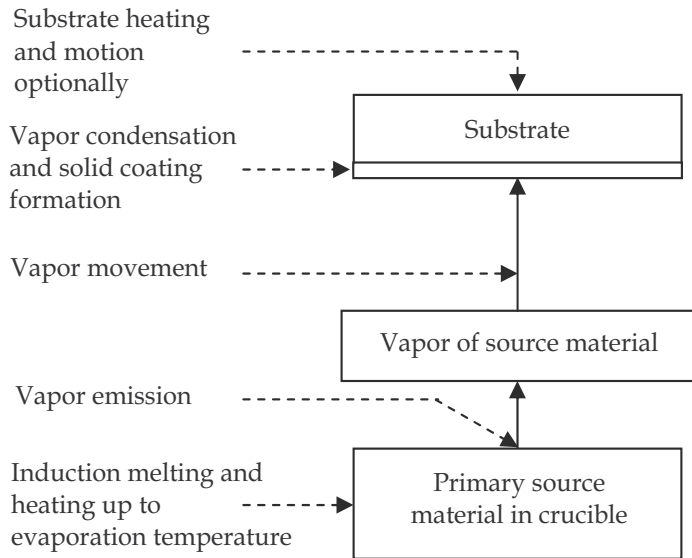 Substrate heating
and motion
optionally
Substrate
Vapor condensation
and solid coating
formation
Vapor movement
Vapor of source material
Vapor emission
Induction melting and
heating up to
evaporation temperature
Primary source
material in crucible